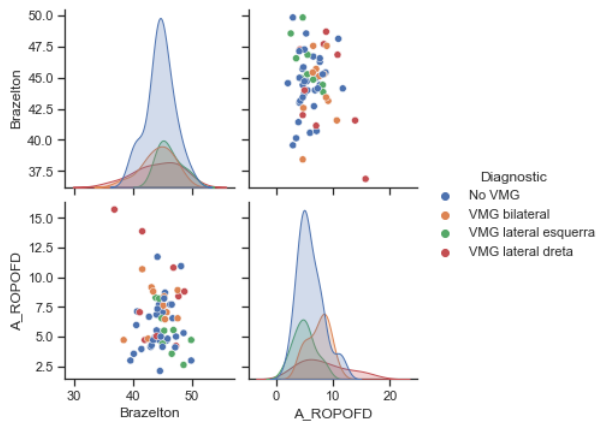 50.0
47.5
45.0
42.5
40.0
37.5
Brazelton
15.0
12.5
10.0
7.5
5.0
2.5
A_ROPOFD
30 40 50
Brazelton
0 10 20
A_ROPOFD
Diagnostic
No VMG
VMG bilateral
VMG lateral esquerra
VMG lateral dreta